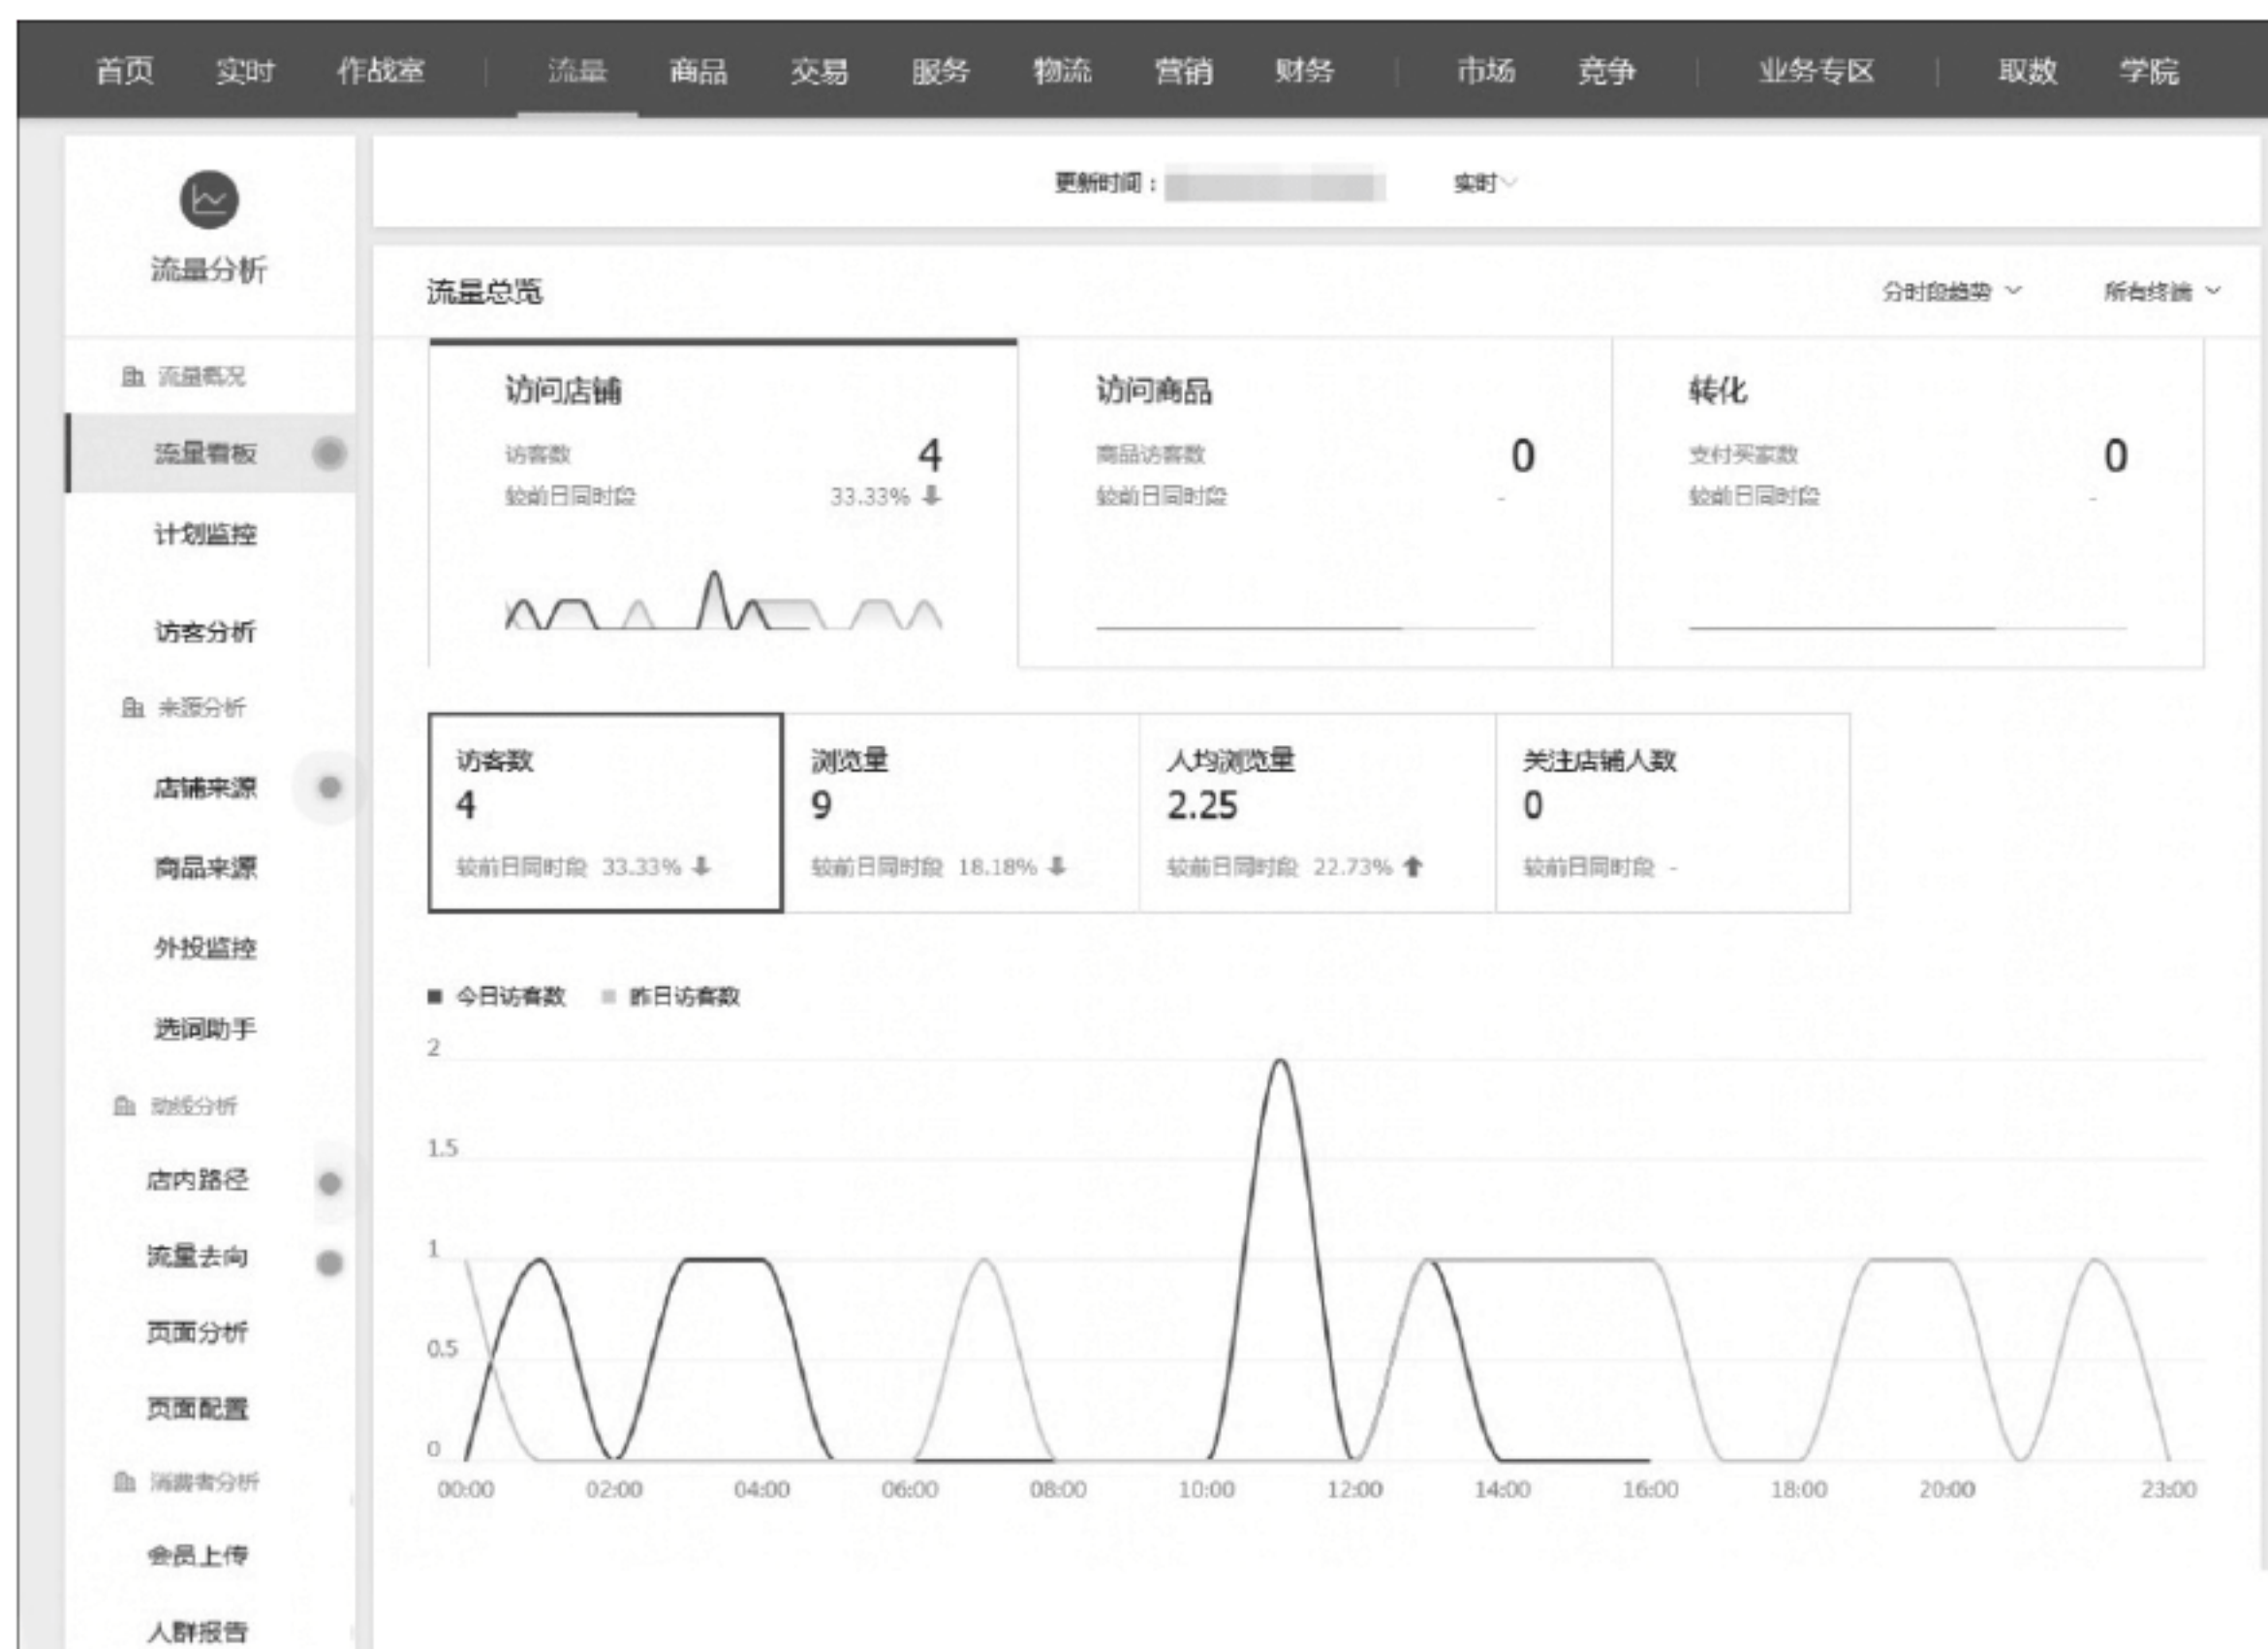 首页 实时 作战室 流量 商品 交易 服务 物流 营销 财务 市场 竞争 业务专区 取数 学院
流量分析
流量概况
流量看板
计划监控
访客分析
来源分析
店铺来源
商品来源
外投监控
选词助手
动线分析
店内路径
流量去向
页面分析
页面配置
消费者分析
会员上传
人群报告
更新时间： 实时
流量总览 分时段趋势 所有终端
访问店铺
访客数 4
较前日同时段 33.33%
访问商品
商品访客数 0
较前日同时段 -
转化
支付买家数 0
较前日同时段 -
访客数
4
较前日同时段 33.33%
浏览量
9
较前日同时段 18.18%
人均浏览量
2.25
较前日同时段 22.73%
关注店铺人数
0
较前日同时段 -
今日访客数 昨日访客数
2
1.5
1
0.5
0
00:00 02:00 04:00 06:00 08:00 10:00 12:00 14:00 16:00 18:00 20:00 23:00